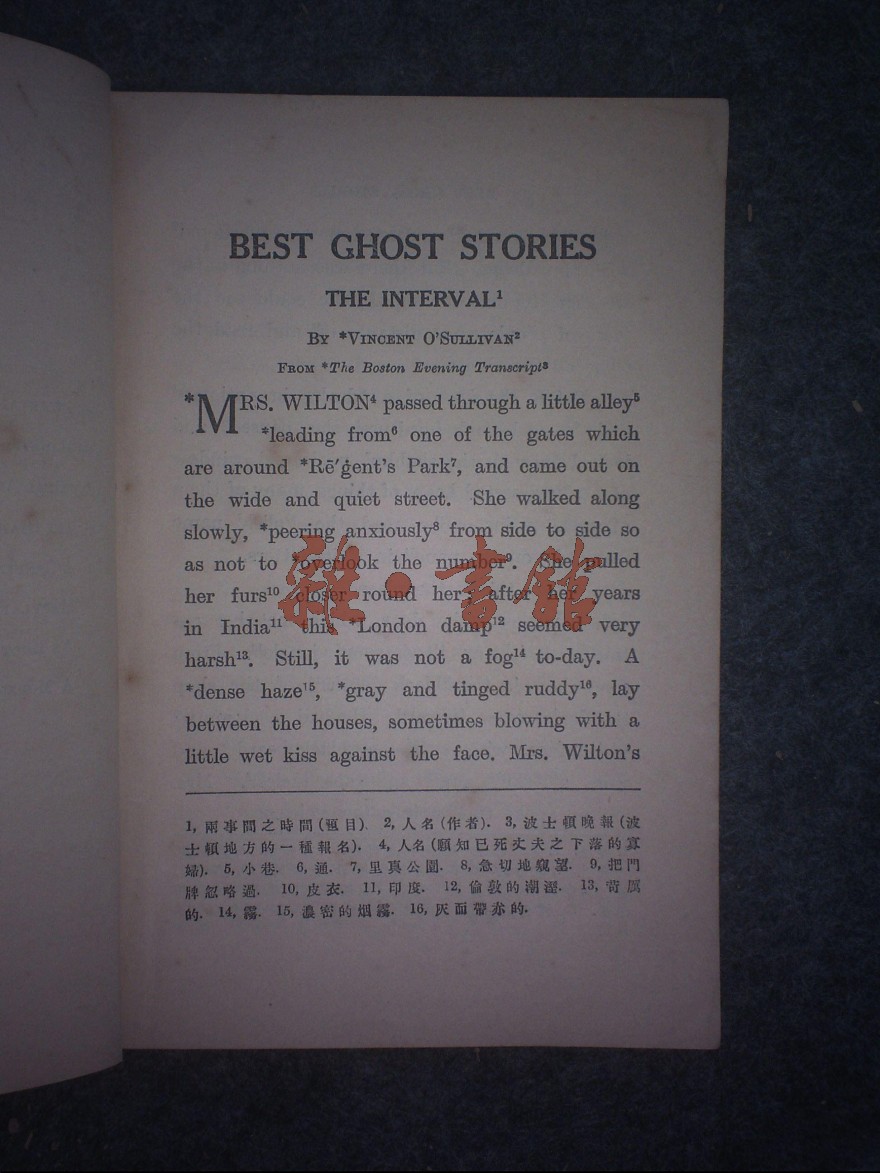 BEST GHOST STORIES
THE INTERVAL¹
BY *VINCENT O'SULLIVAN²
FROM *The Boston Evening Transcript³
*MRS. WILTON⁴ passed through a little alley⁵
*leading from⁶ one of the gates which
are around *Rē′ġent's Park⁷, and came out on
the wide and quiet street. She walked along
slowly, *peering anxiously⁸ from side to side so
as not to *overlook the number⁹. She pulled
her furs¹⁰ closer round her; after her years
in India¹¹ this *London damp¹² seemed very
harsh¹³. Still, it was not a fog¹⁴ to-day. A
*dense haze¹⁵, *gray and tinged ruddy¹⁶, lay
between the houses, sometimes blowing with a
little wet kiss against the face. Mrs. Wilton's
雜·書館
1, 兩事間之時間(題目). 2, 人名(作者). 3, 波士頓晚報(波
士頓地方的一種報名). 4, 人名(願知已死丈夫之下落的寡
婦). 5, 小巷. 6, 通. 7, 里真公園. 8, 急切地窺望. 9, 把門
牌忽略過. 10, 皮衣. 11, 印度. 12, 倫敦的潮溼. 13, 苛厲
的. 14, 霧. 15, 濃密的烟霧. 16, 灰而帶赤的.